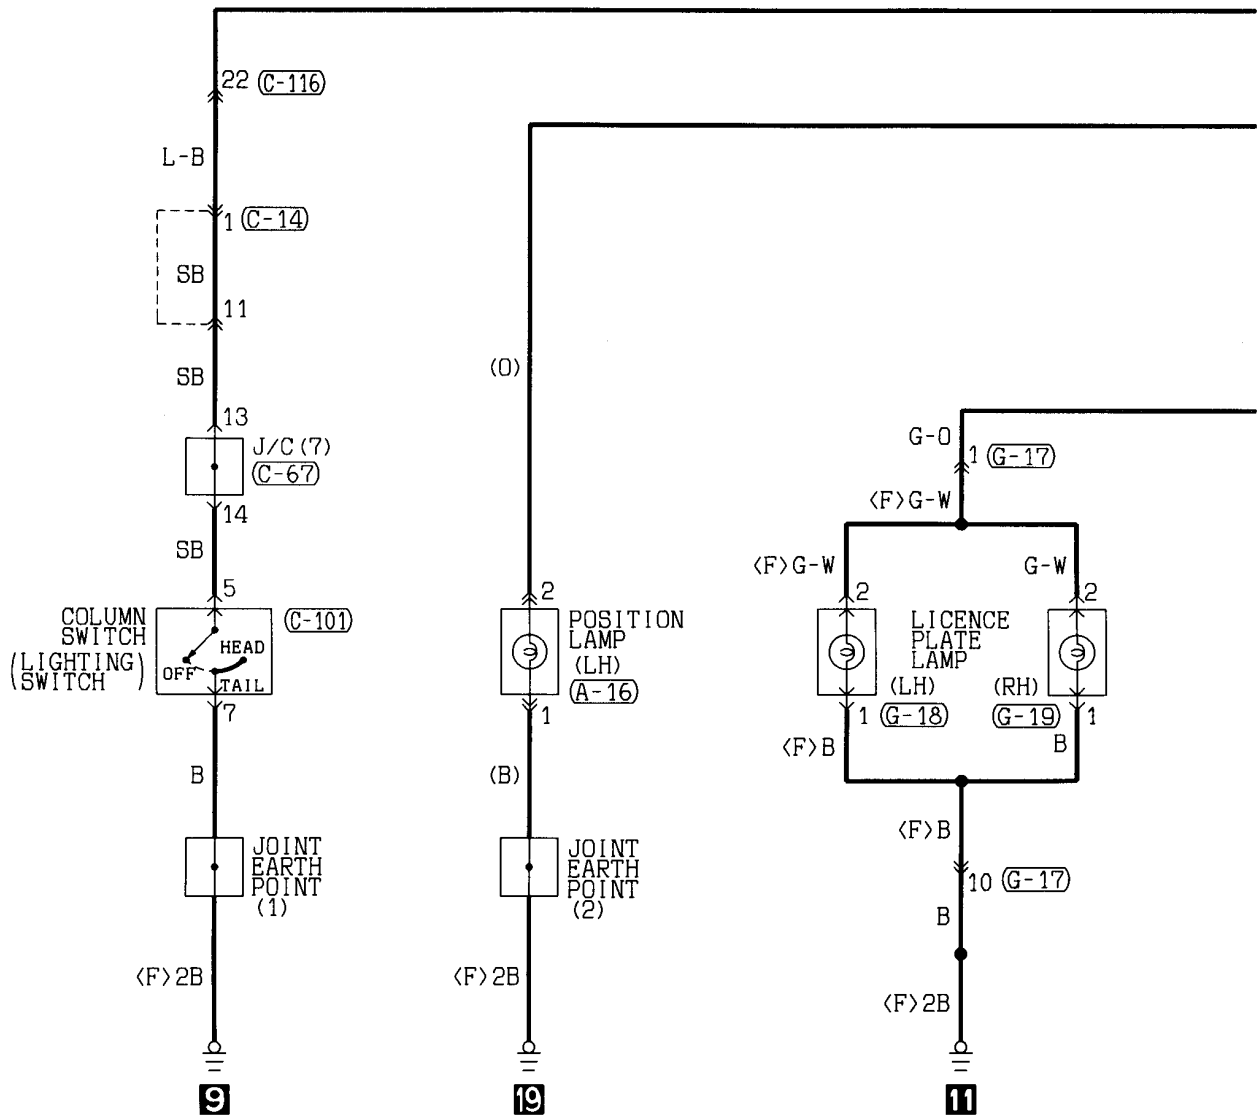 22 (C-116)
L-B
1 (C-14)
SB
11
SB
13
J/C(7)
(C-67)
14
SB
5
COLUMN
SWITCH
(LIGHTING
SWITCH)
(C-101)
HEAD
OFF
TAIL
7
B
JOINT
EARTH
POINT
(1)
<F>2B
9
(O)
2
POSITION
LAMP
(LH)
(A-16)
1
(B)
JOINT
EARTH
POINT
(2)
<F>2B
19
G-O
1 (G-17)
<F>G-W
<F>G-W
G-W
2
2
LICENCE
PLATE
LAMP
(LH)
(RH)
1 (G-18)
(G-19) 1
<F>B
B
<F>B
10 (G-17)
B
<F>2B
11